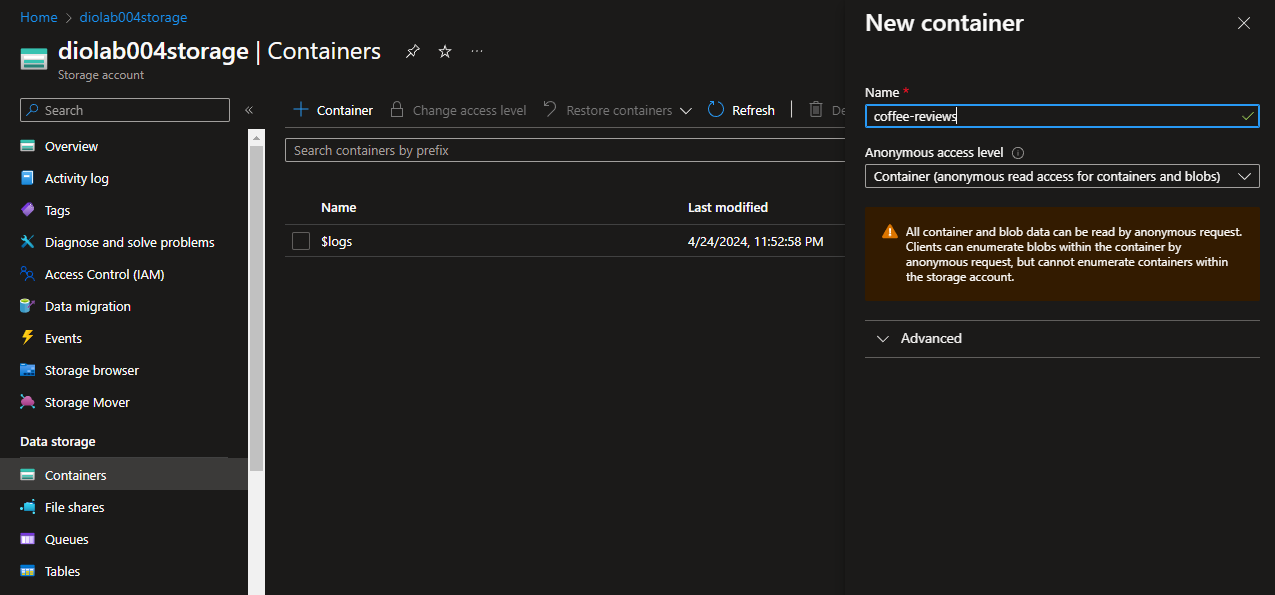 Home > diolab004storage
diolab004storage | Containers
Storage account
Search
Overview
Activity log
Tags
Diagnose and solve problems
Access Control (IAM)
Data migration
Events
Storage browser
Storage Mover
Data storage
Containers
File shares
Queues
Tables
Container Change access level Restore containers Refresh De
Search containers by prefix
Name Last modified
$logs 4/24/2024, 11:52:58 PM
New container
Name *
coffee-reviews
Anonymous access level
Container (anonymous read access for containers and blobs)
All container and blob data can be read by anonymous request.
Clients can enumerate blobs within the container by
anonymous request, but cannot enumerate containers within
the storage account.
Advanced